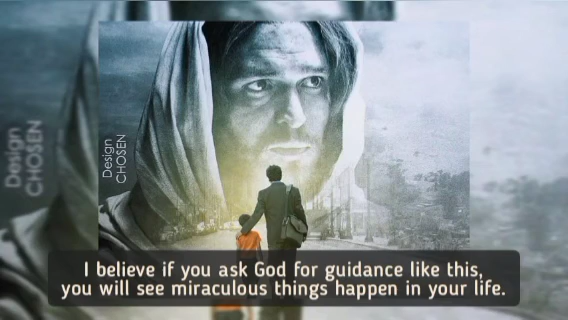 Design
CHOSEN
Design
CHOSEN
I believe if you ask God for guidance like this,
you will see miraculous things happen in your life.